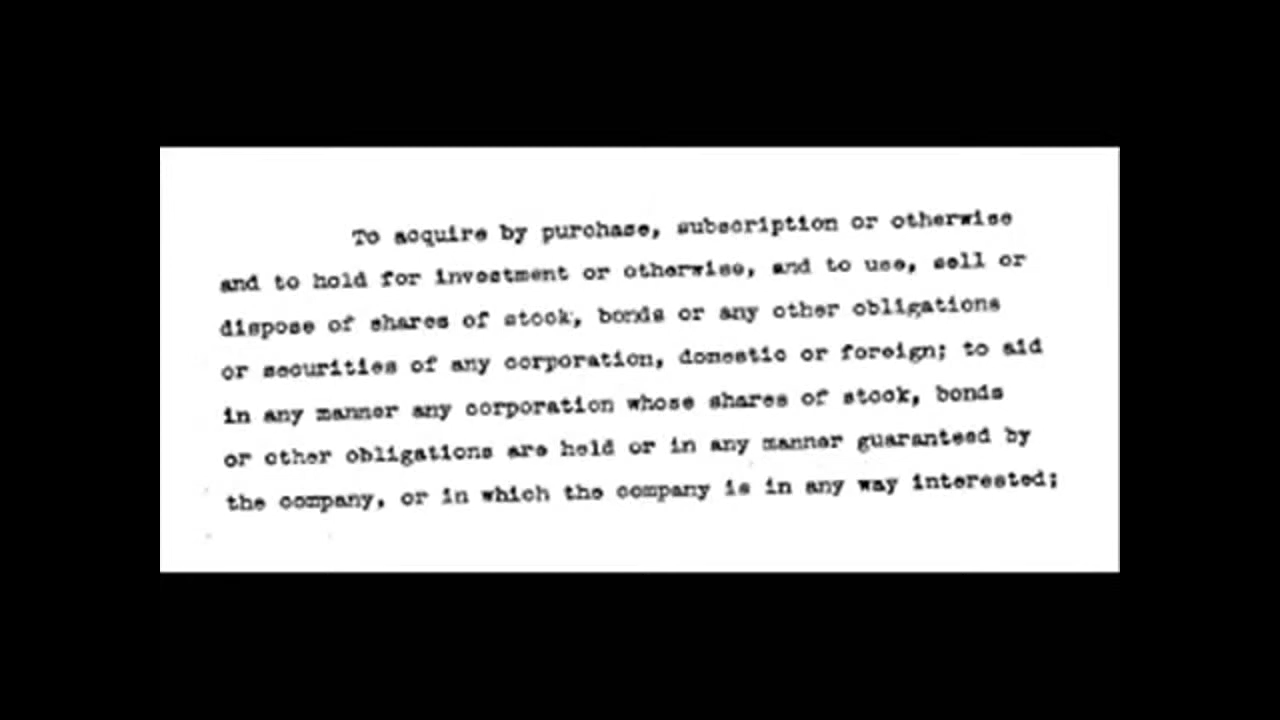 To acquire by purchase, subscription or otherwise
and to hold for investment or otherwise, and to use, sell or
dispose of shares of stock, bonds or any other obligations
or securities of any corporation, domestic or foreign; to aid
in any manner any corporation whose shares of stock, bonds
or other obligations are held or in any manner guaranteed by
the company, or in which the company is in any way interested;